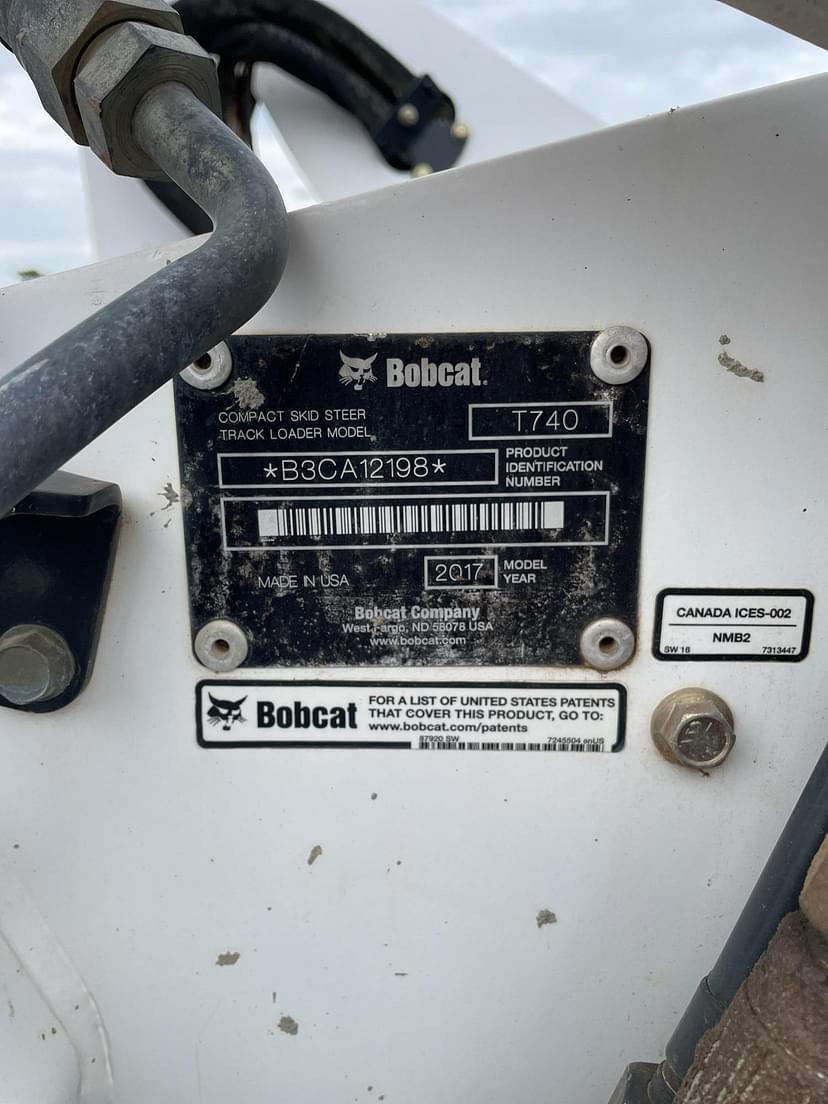 Bobcat
COMPACT SKID STEER
TRACK LOADER MODEL
T740
*B3CA12198*
PRODUCT
IDENTIFICATION
NUMBER
MADE IN USA
2017
MODEL
YEAR
Bobcat Company
West Fargo, ND 58078 USA
www.bobcat.com
CANADA ICES-002
NMB2
SW 16 7313447
Bobcat
FOR A LIST OF UNITED STATES PATENTS
THAT COVER THIS PRODUCT, GO TO:
www.bobcat.com/patents
87920 SW 7245504 enUS